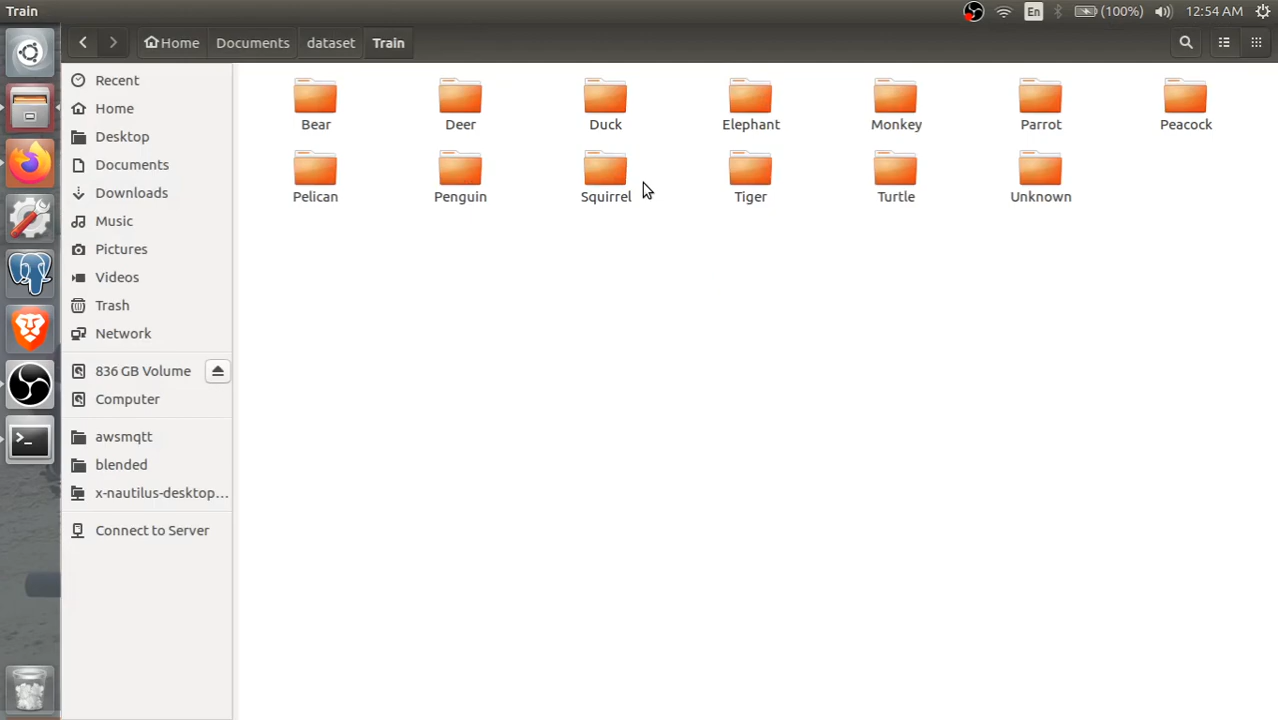 Train
En
(100%)
12:54 AM
Home
Documents
dataset
Train
Recent
Home
Desktop
Documents
Downloads
Music
Pictures
Videos
Trash
Network
836 GB Volume
Computer
awsmqtt
blended
x-nautilus-desktop…
Connect to Server
Bear
Deer
Duck
Elephant
Monkey
Parrot
Peacock
Pelican
Penguin
Squirrel
Tiger
Turtle
Unknown